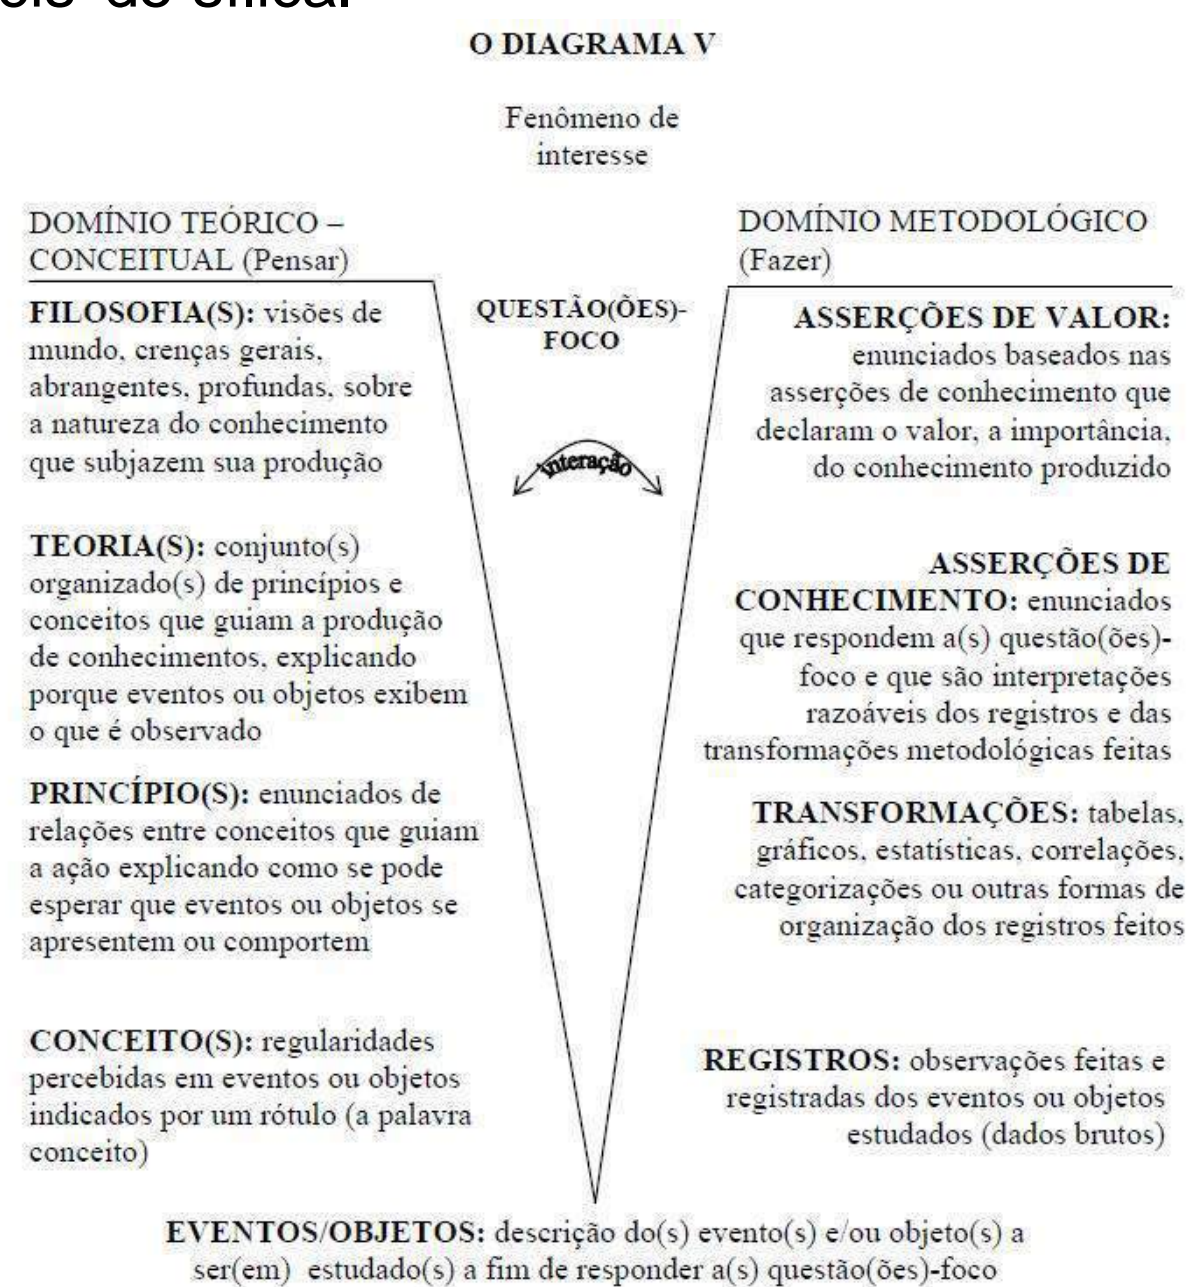 O DIAGRAMA V
Fenômeno de
interesse
DOMÍNIO TEÓRICO –
CONCEITUAL (Pensar)
FILOSOFIA(S): visões de
mundo, crenças gerais,
abrangentes, profundas, sobre
a natureza do conhecimento
que subjazem sua produção
TEORIA(S): conjunto(s)
organizado(s) de princípios e
conceitos que guiam a produção
de conhecimentos, explicando
porque eventos ou objetos exibem
o que é observado
PRINCÍPIO(S): enunciados de
relações entre conceitos que guiam
a ação explicando como se pode
esperar que eventos ou objetos se
apresentem ou comportem
CONCEITO(S): regularidades
percebidas em eventos ou objetos
indicados por um rótulo (a palavra
conceito)
QUESTÃO(ÕES)-
FOCO
interação
DOMÍNIO METODOLÓGICO
(Fazer)
ASSERÇÕES DE VALOR:
enunciados baseados nas
asserções de conhecimento que
declaram o valor, a importância,
do conhecimento produzido
ASSERÇÕES DE
CONHECIMENTO: enunciados
que respondem a(s) questão(ões)-
foco e que são interpretações
razoáveis dos registros e das
transformações metodológicas feitas
TRANSFORMAÇÕES: tabelas,
gráficos, estatísticas, correlações,
categorizações ou outras formas de
organização dos registros feitos
REGISTROS: observações feitas e
registradas dos eventos ou objetos
estudados (dados brutos)
EVENTOS/OBJETOS: descrição do(s) evento(s) e/ou objeto(s) a
ser(em) estudado(s) a fim de responder a(s) questão(ões)-foco